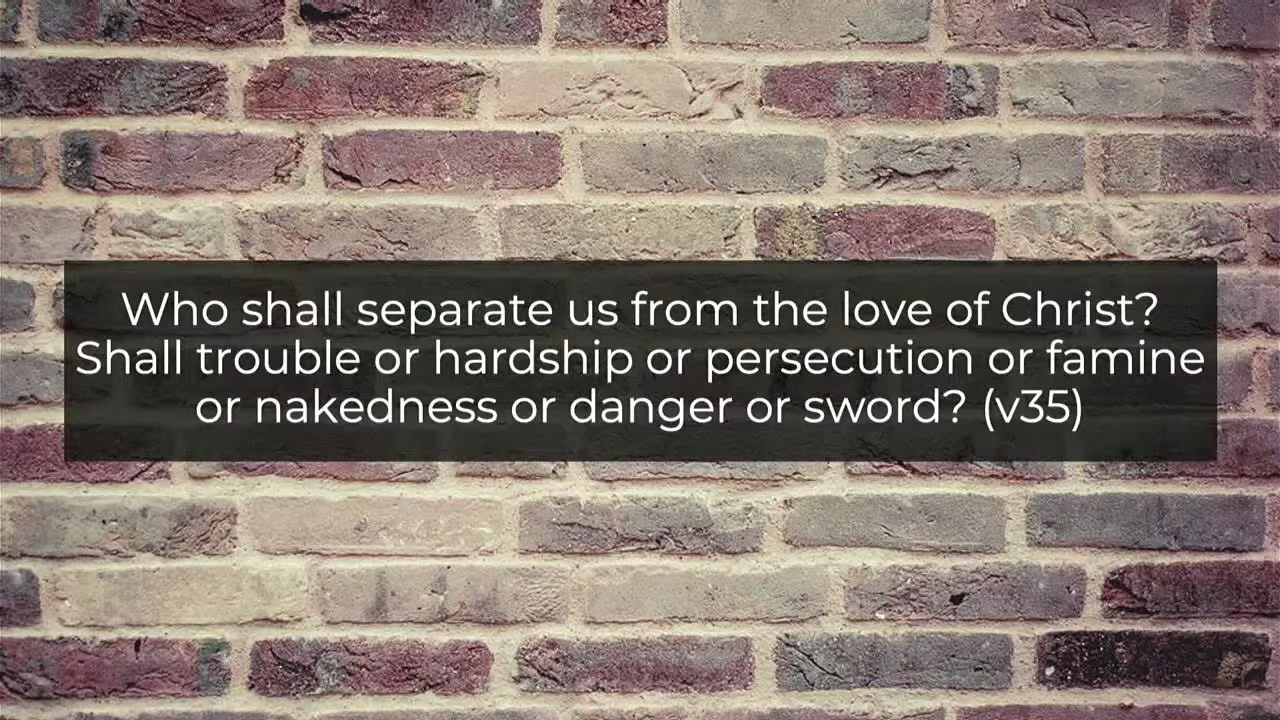 Who shall separate us from the love of Christ?
Shall trouble or hardship or persecution or famine
or nakedness or danger or sword? (v35)